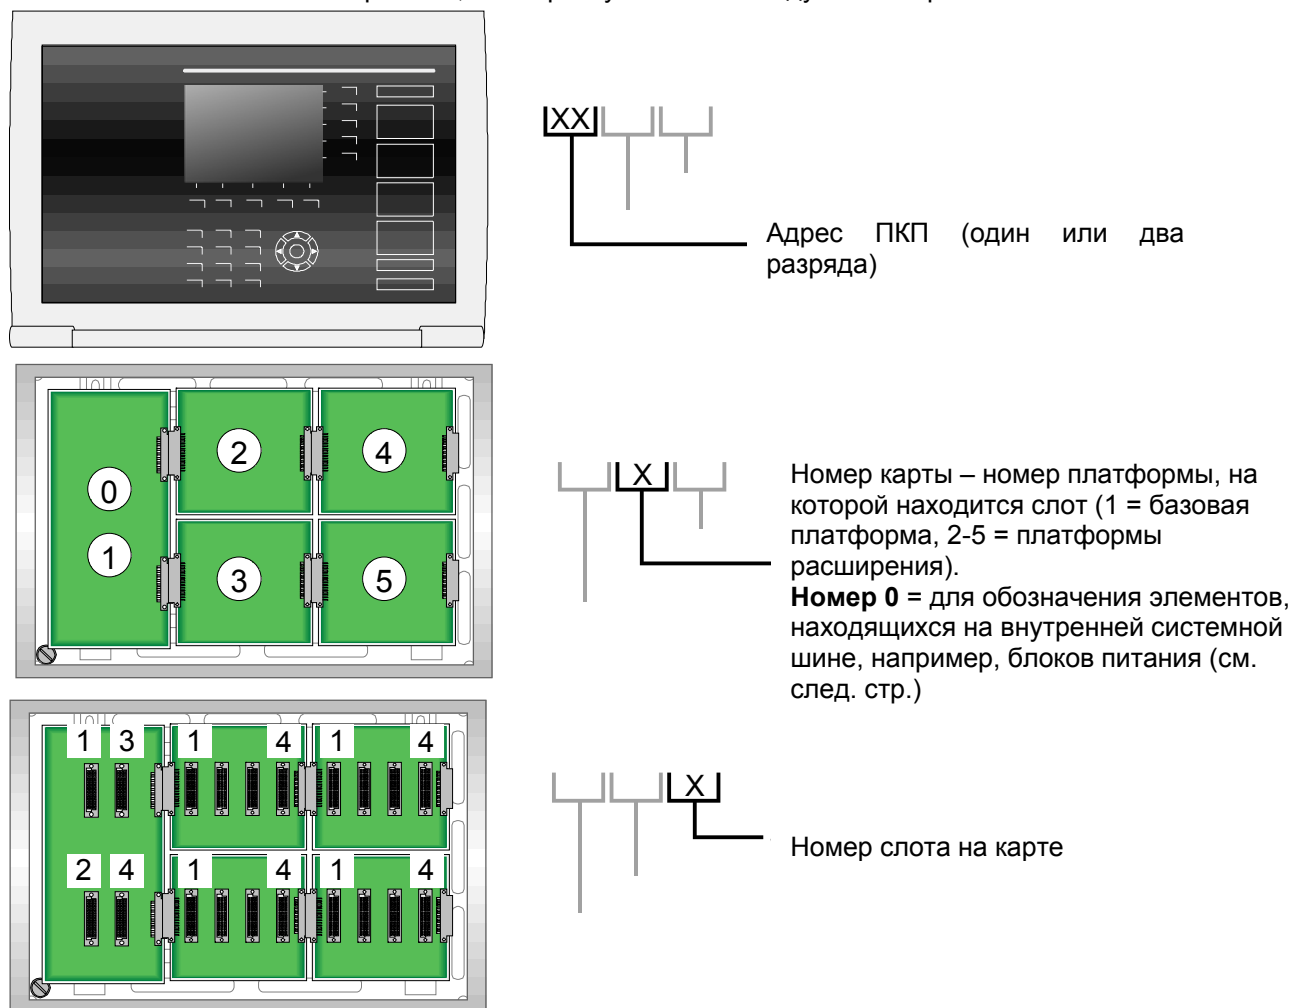 XX
Адрес ПКП (один или два
разряда)
2 4
0
1
3 5
X
Номер карты – номер платформы, на
которой находится слот (1 = базовая
платформа, 2-5 = платформы
расширения).
Номер 0 = для обозначения элементов,
находящихся на внутренней системной
шине, например, блоков питания (см.
след. стр.)
1 3 1 4 1 4
2 4 1 4 1 4
X
Номер слота на карте